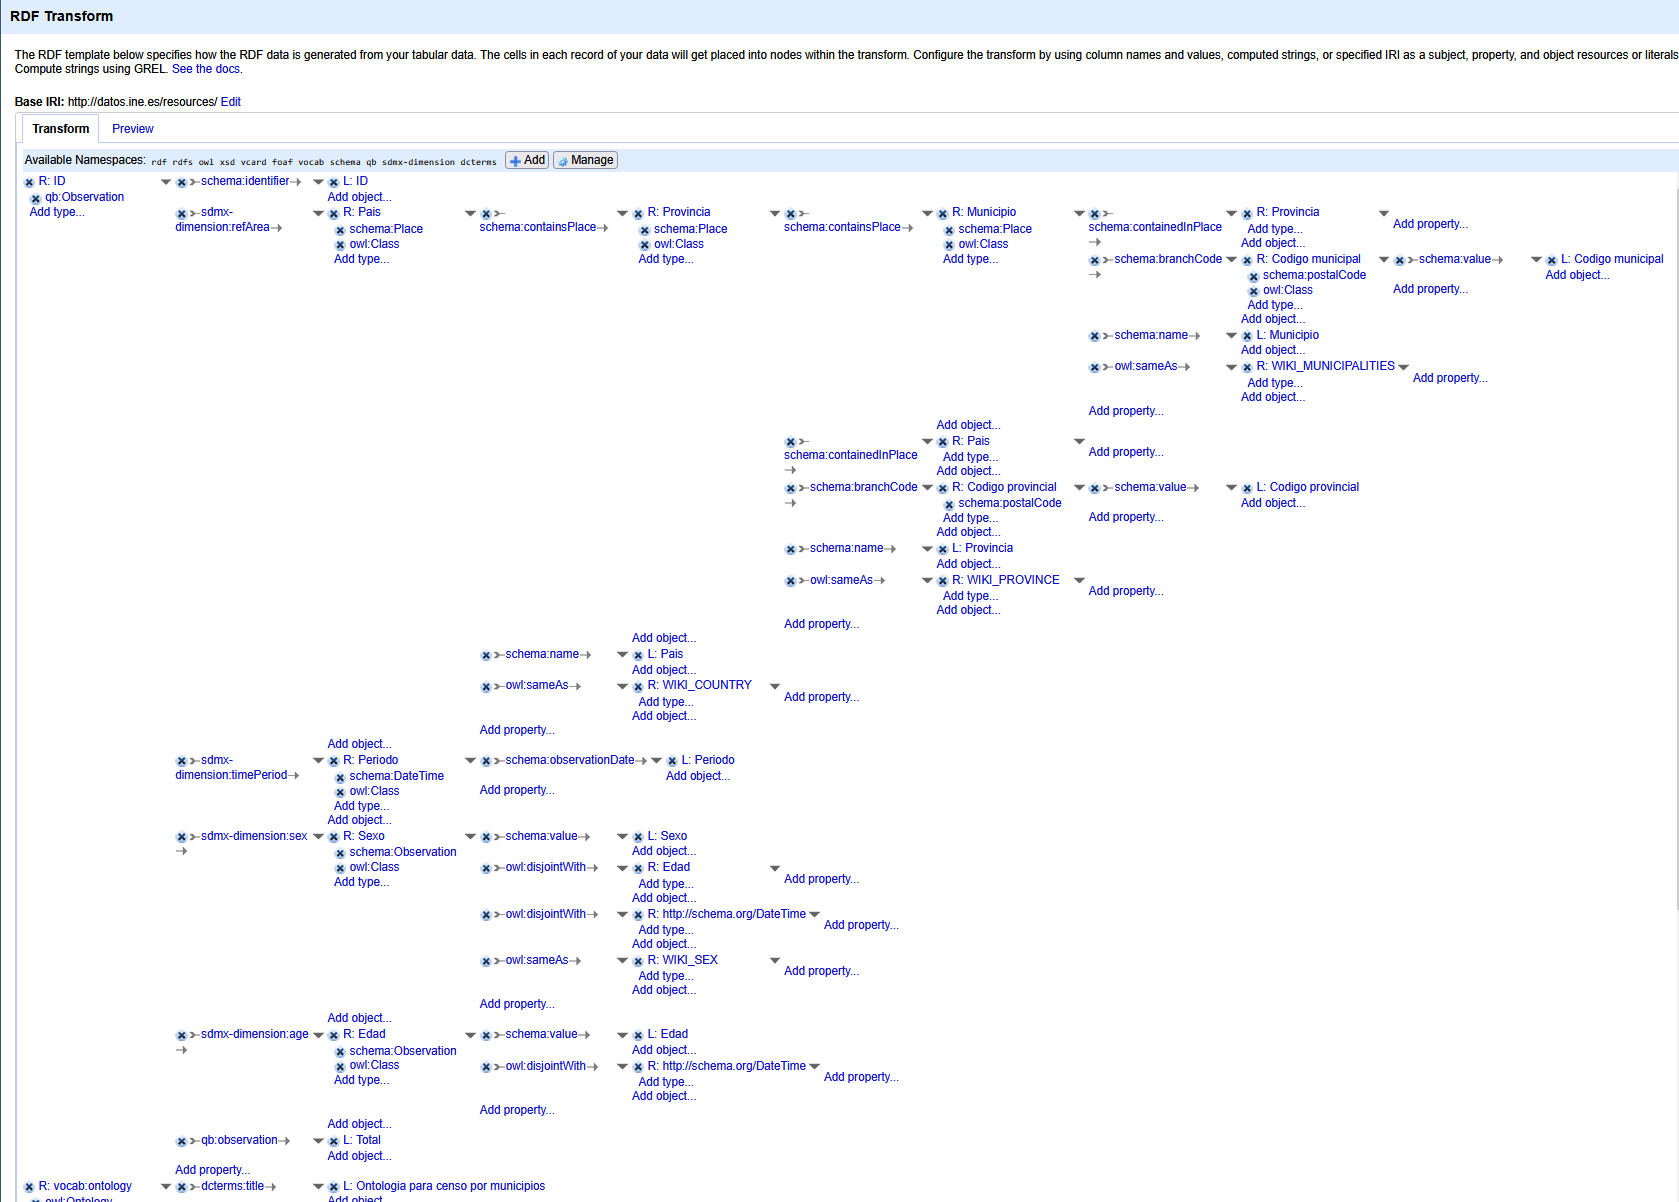 RDF Transform
The RDF template below specifies how the RDF data is generated from your tabular data. The cells in each record of your data will get placed into nodes within the transform. Configure the transform by using column names and values, computed strings, or specified IRI as a subject, property, and object resources or literals
Compute strings using GREL. See the docs.
Base IRI: http://datos.ine.es/resources/ Edit
Transform Preview
Available Namespaces: rdf rdfs owl xsd vcard foaf vocab schema qb sdmx-dimension dcterms Add Manage
R: ID schema:identifier L: ID
qb:Observation Add object...
Add type... sdmx- R: Pais R: Provincia R: Municipio R: Provincia
dimension:refArea schema:Place schema:containsPlace schema:Place schema:containsPlace schema:Place schema:containedInPlace Add type... Add property...
owl:Class owl:Class owl:Class Add object...
Add type... Add type... Add type... schema:branchCode R: Codigo municipal schema:value L: Codigo municipal
schema:postalCode Add object...
owl:Class Add property...
Add type...
Add object...
schema:name L: Municipio
Add object...
owl:sameAs R: WIKI_MUNICIPALITIES
Add type... Add property...
Add object...
Add property...
Add object...
R: Pais
schema:containedInPlace Add type... Add property...
Add object...
schema:branchCode R: Codigo provincial schema:value L: Codigo provincial
schema:postalCode Add object...
Add type... Add property...
Add object...
schema:name L: Provincia
Add object...
owl:sameAs R: WIKI_PROVINCE
Add type... Add property...
Add object...
Add property...
Add object...
schema:name L: Pais
Add object...
owl:sameAs R: WIKI_COUNTRY
Add type... Add property...
Add object...
Add property...
Add object...
sdmx- R: Periodo schema:observationDate L: Periodo
dimension:timePeriod schema:DateTime Add object...
owl:Class Add property...
Add type...
Add object...
sdmx-dimension:sex R: Sexo schema:value L: Sexo
schema:Observation Add object...
owl:Class owl:disjointWith R: Edad
Add type... Add type... Add property...
Add object...
owl:disjointWith R: http://schema.org/DateTime
Add type... Add property...
Add object...
owl:sameAs R: WIKI_SEX
Add type... Add property...
Add object...
Add property...
Add object...
sdmx-dimension:age R: Edad schema:value L: Edad
schema:Observation Add object...
owl:Class owl:disjointWith R: http://schema.org/DateTime
Add type... Add type... Add property...
Add object...
Add property...
Add object...
qb:observation L: Total
Add object...
Add property...
R: vocab:ontology dcterms:title L: Ontologia para censo por municipios
owl:Ontology Add object